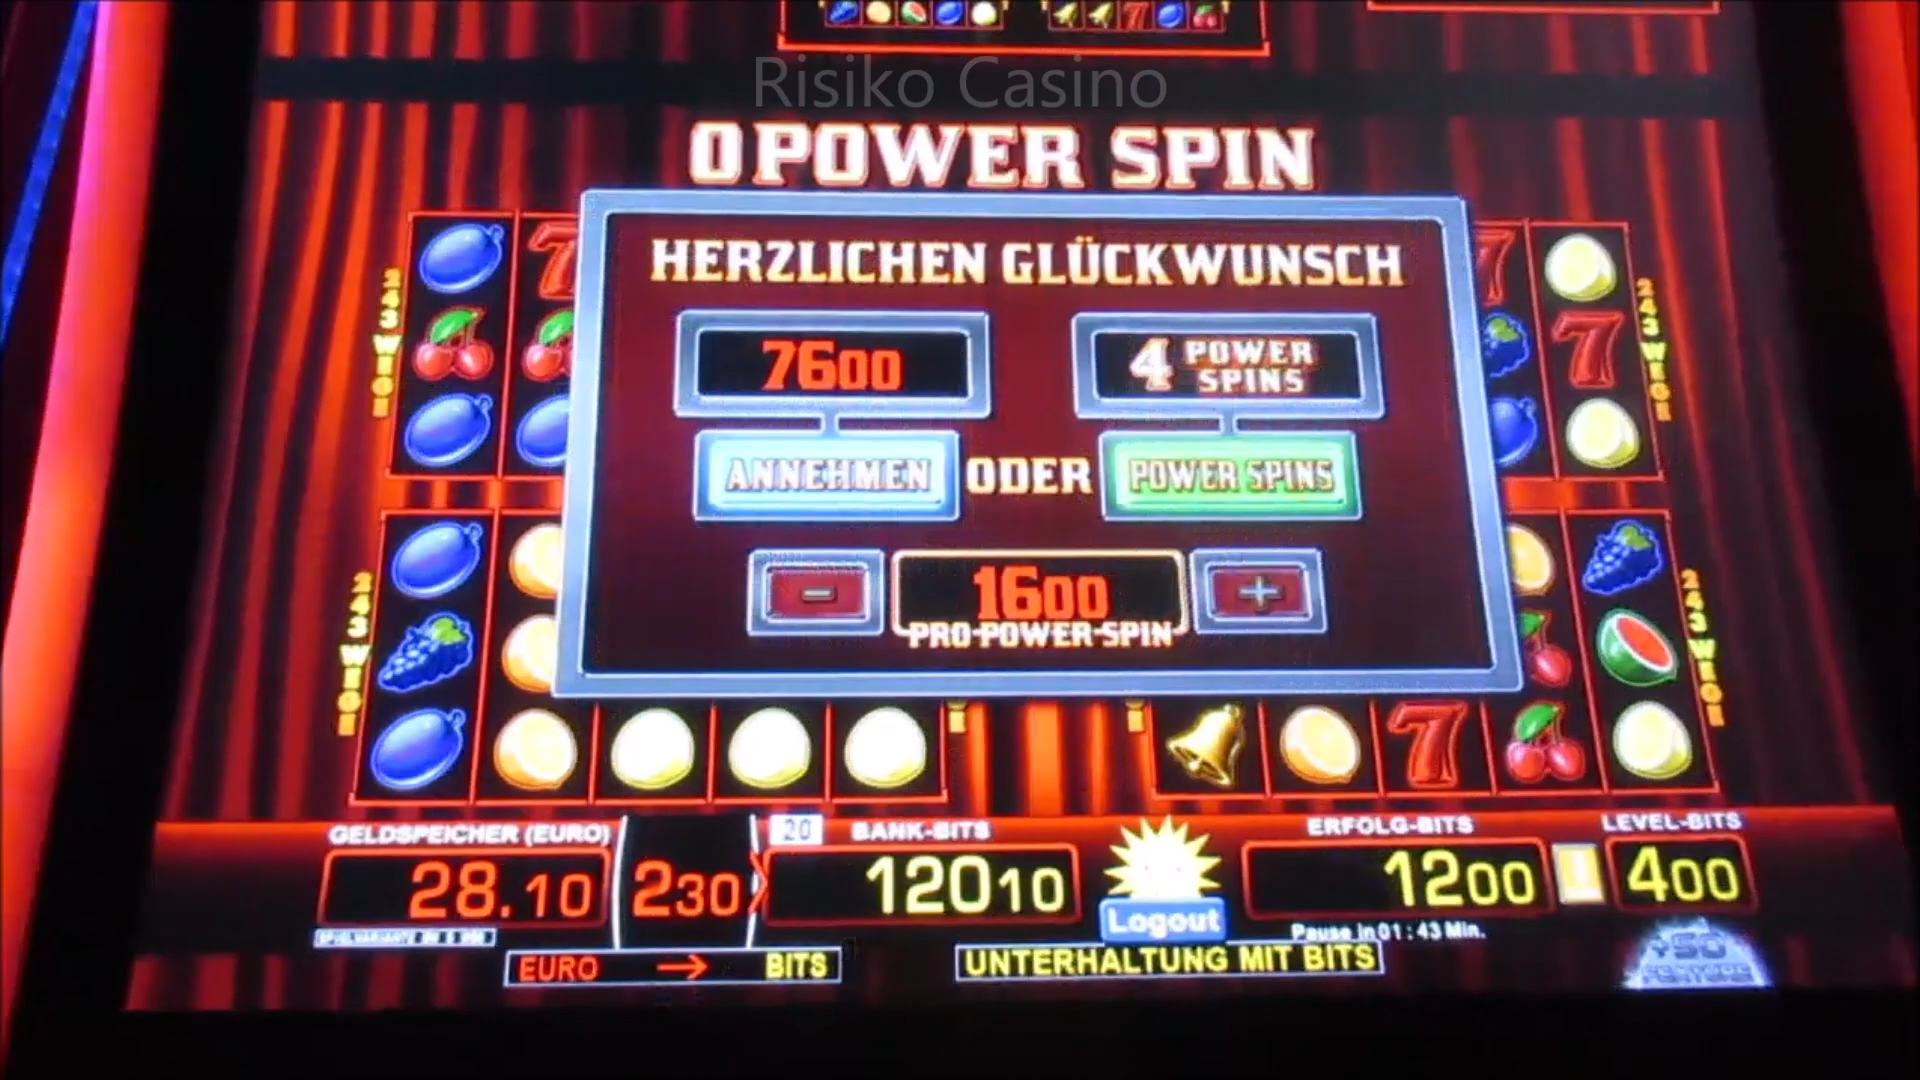 Risiko Casino
0 POWER SPIN
HERZLICHEN GLÜCKWUNSCH
7600
4 POWER SPINS
ANNEHMEN ODER POWER SPINS
-
1600
+
PRO POWER SPIN
243 WEGE
243 WEGE
243 WEGE
243 WEGE
GELDSPEICHER (EURO)
20
BANK-BITS
ERFOLG-BITS
LEVEL-BITS
28.10
230
12010
1200
400
Logout
Pause in 01:43 Min.
EURO → BITS
UNTERHALTUNG MIT BITS
+50